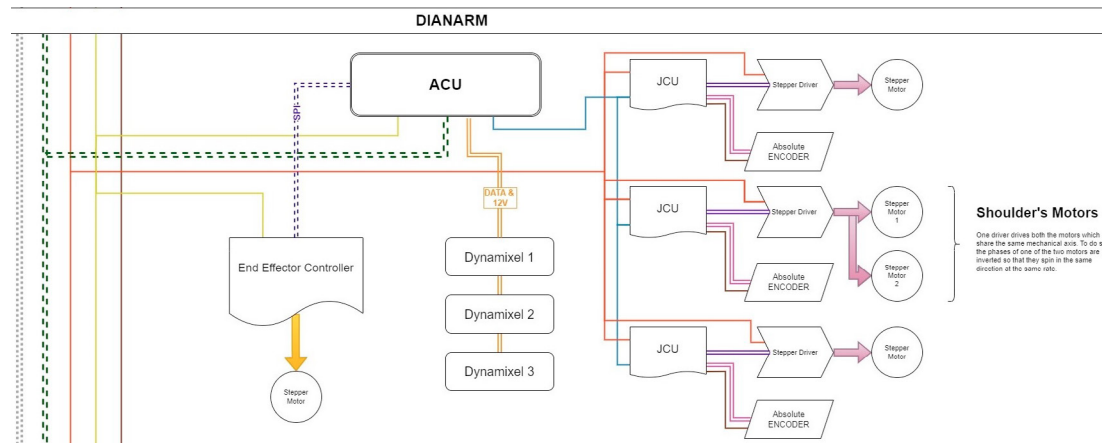 DIANARM
ACU
SPI
DATA &
12V
Dynamixel 1
Dynamixel 2
Dynamixel 3
End Effector Controller
Stepper
Motor
JCU
Stepper Driver
Stepper
Motor
Absolute
ENCODER
JCU
Stepper Driver
Stepper
Motor
1
Stepper
Motor
2
Absolute
ENCODER
Shoulder's Motors
One driver drives both the motors which
share the same mechanical axis. To do s
the phases of one of the two motors are
inverted so that they spin in the same
direction at the same rate.
JCU
Stepper Driver
Stepper
Motor
Absolute
ENCODER